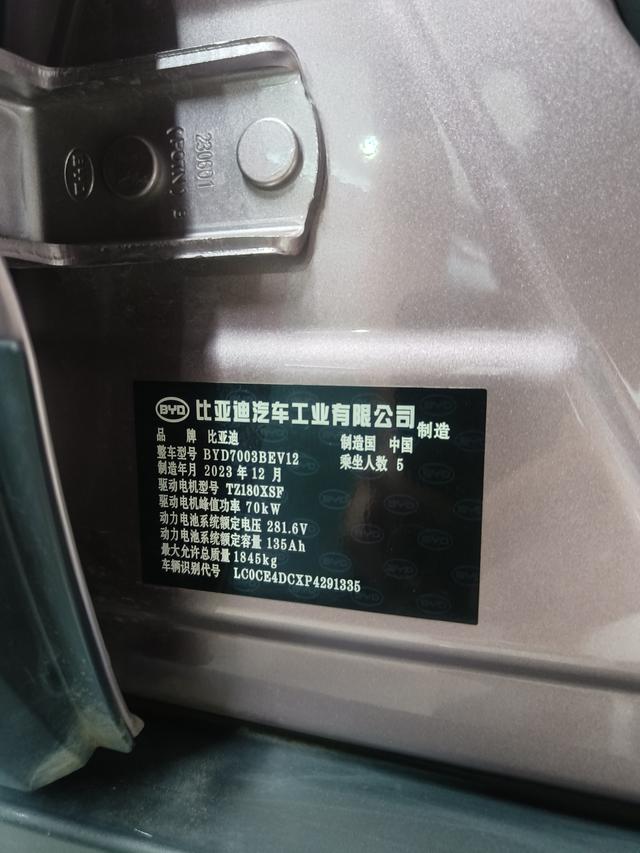 BYD
230601
BYD 比亚迪汽车工业有限公司 制造
品 牌 比亚迪 制造国 中国
整车型号 BYD7003BEV12 乘坐人数 5
制造年月 2023 年 12 月
驱动电机型号 TZ180XSF
驱动电机峰值功率 70kW
动力电池系统额定电压 281.6V
动力电池系统额定容量 135Ah
最大允许总质量 1845kg
车辆识别代号 LC0CE4DCXP4291335